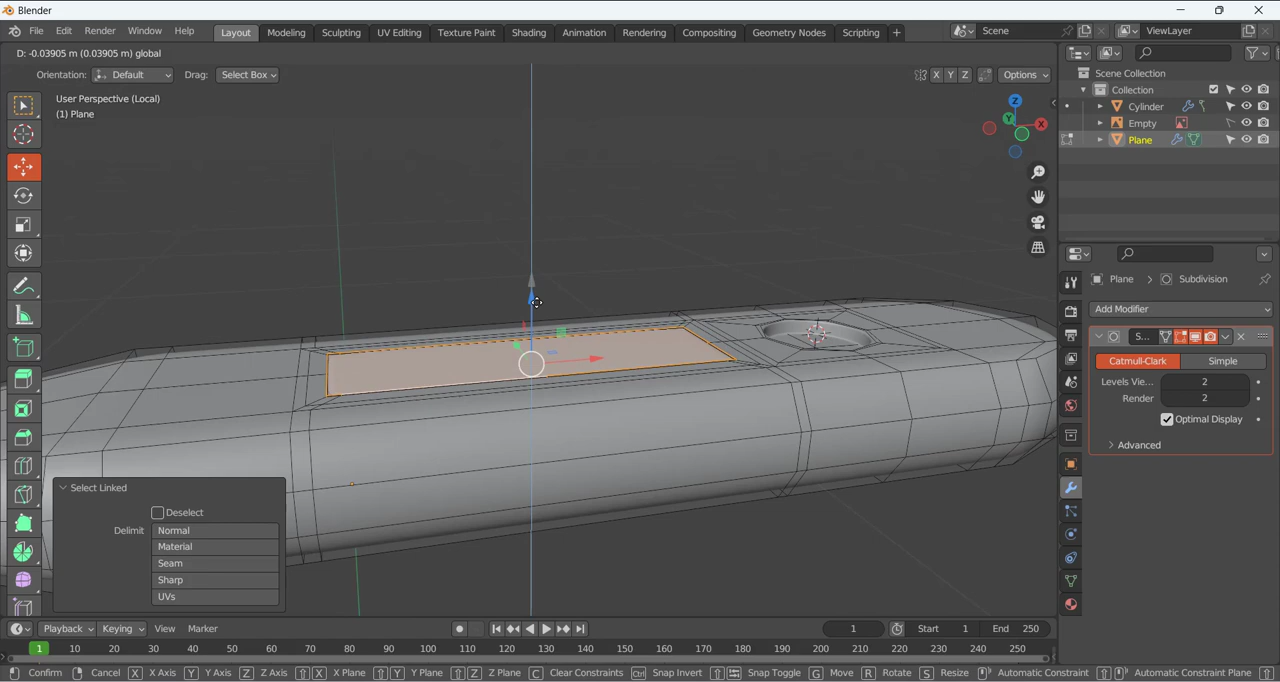 Blender
File Edit Render Window Help Layout Modeling Sculpting UV Editing Texture Paint Shading Animation Rendering Compositing Geometry Nodes Scripting + Scene ViewLayer
D: -0.03905 m (0.03905 m) global
Orientation: Default Drag: Select Box X Y Z Options
User Perspective (Local)
(1) Plane
Scene Collection
Collection
Cylinder
Empty
Plane
Z
Y
X
Plane > Subdivision
Add Modifier
S...
Catmull-Clark Simple
Levels Vie... 2
Render 2
Optimal Display
Advanced
Select Linked
Deselect
Delimit Normal
Material
Seam
Sharp
UVs
Playback Keying View Marker 1 Start 1 End 250
1 10 20 30 40 50 60 70 80 90 100 110 120 130 140 150 160 170 180 190 200 210 220 230 240 250
Confirm Cancel X X Axis Y Y Axis Z Z Axis X X Plane Y Y Plane Z Z Plane C Clear Constraints Ctrl Snap Invert Snap Toggle G Move R Rotate S Resize Automatic Constraint Automatic Constraint Plane